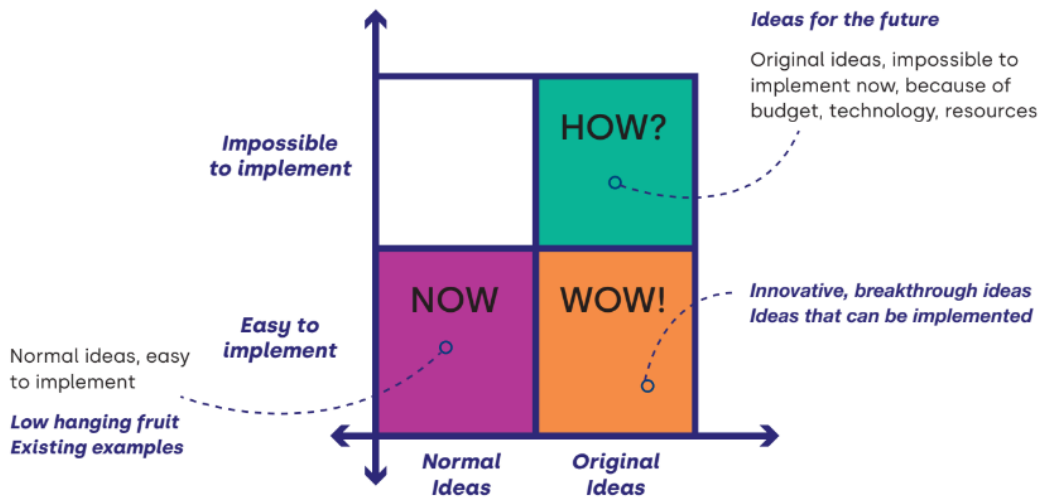 Ideas for the future
Original ideas, impossible to
implement now, because of
budget, technology, resources
HOW?
Impossible
to implement
NOW
WOW!
Innovative, breakthrough ideas
Ideas that can be implemented
Easy to
implement
Normal ideas, easy
to implement
Low hanging fruit
Existing examples
Normal
Ideas
Original
Ideas